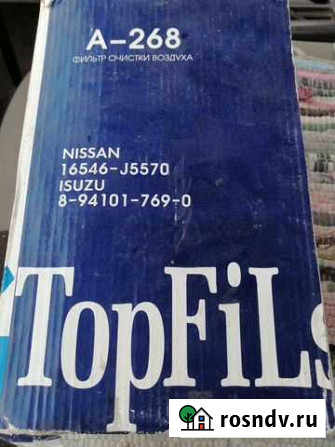 A-268
ФИЛЬТР ОЧИСТКИ ВОЗДУХА
NISSAN
16546-J5570
ISUZU
8-94101-769-0
TopFiLs
rosndv.ru